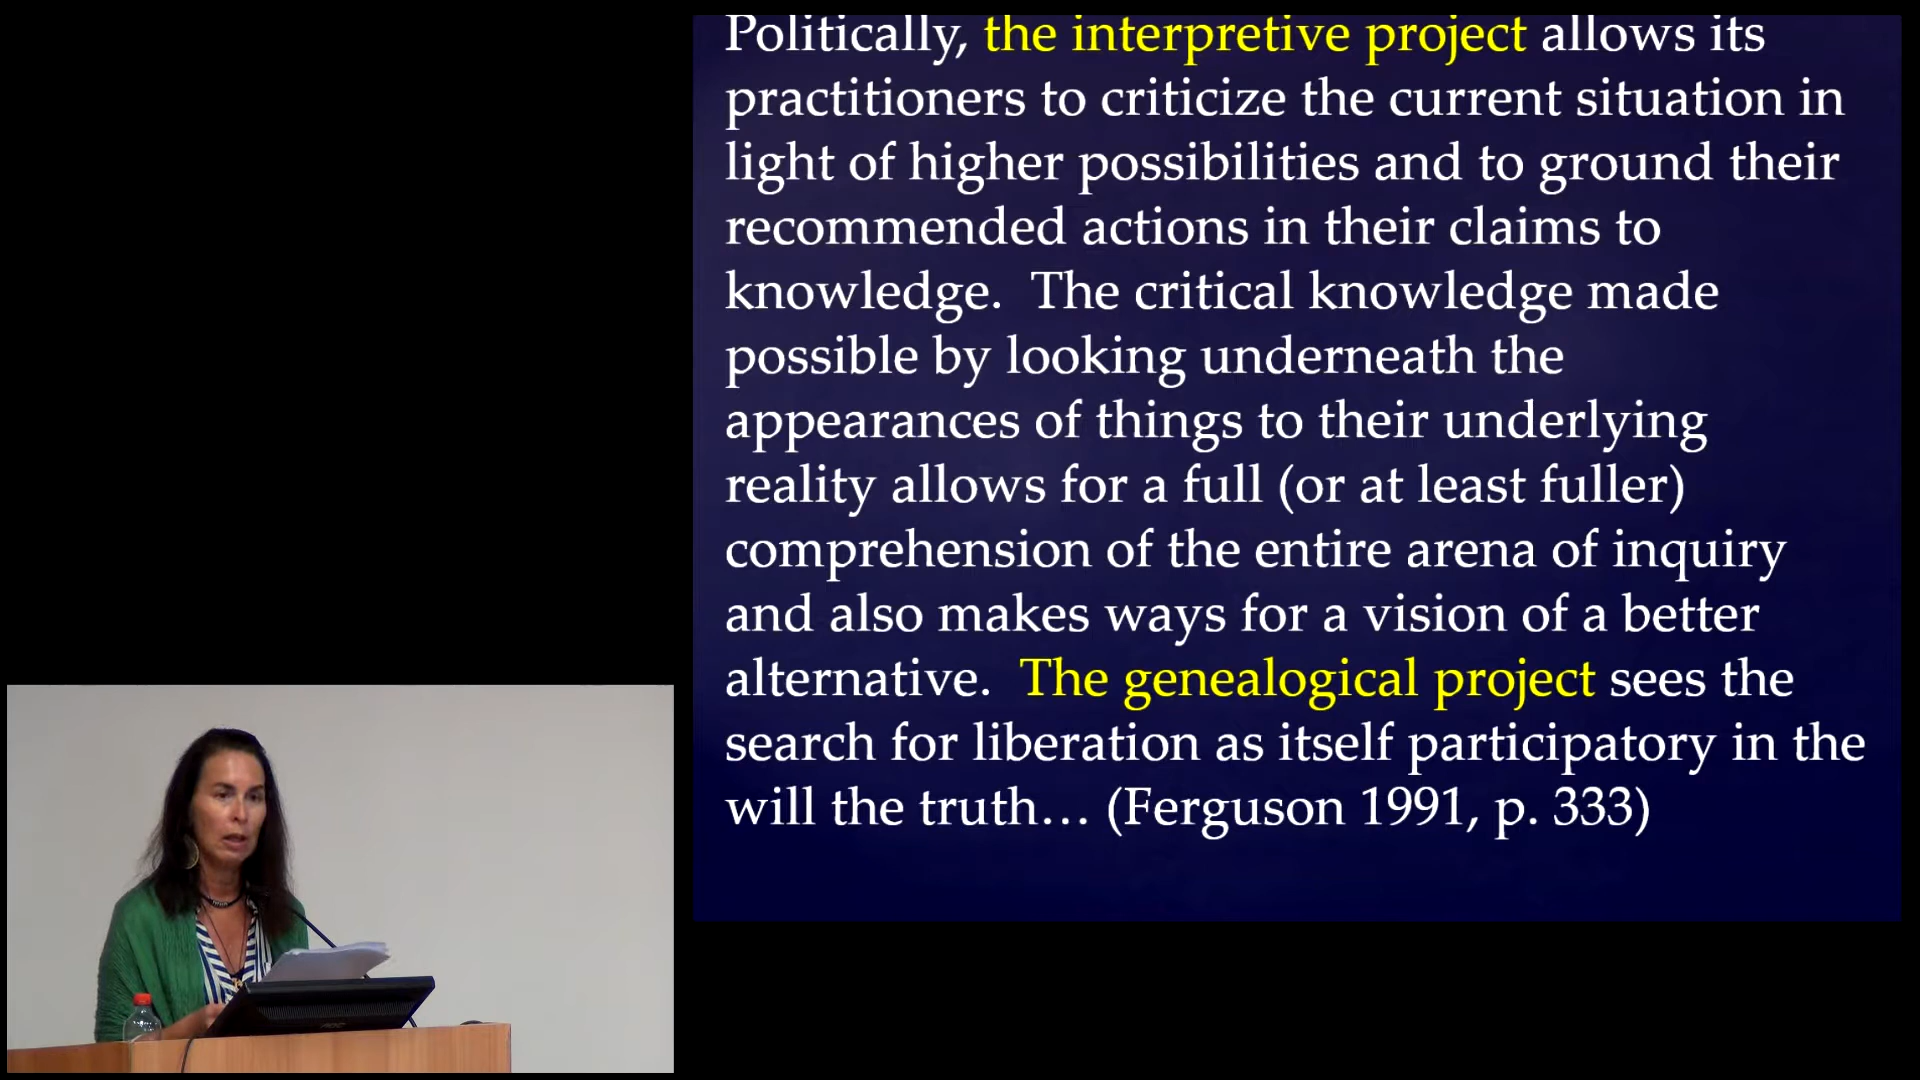 Politically, the interpretive project allows its
practitioners to criticize the current situation in
light of higher possibilities and to ground their
recommended actions in their claims to
knowledge.  The critical knowledge made
possible by looking underneath the
appearances of things to their underlying
reality allows for a full (or at least fuller)
comprehension of the entire arena of inquiry
and also makes ways for a vision of a better
alternative.  The genealogical project sees the
search for liberation as itself participatory in the
will the truth… (Ferguson 1991, p. 333)